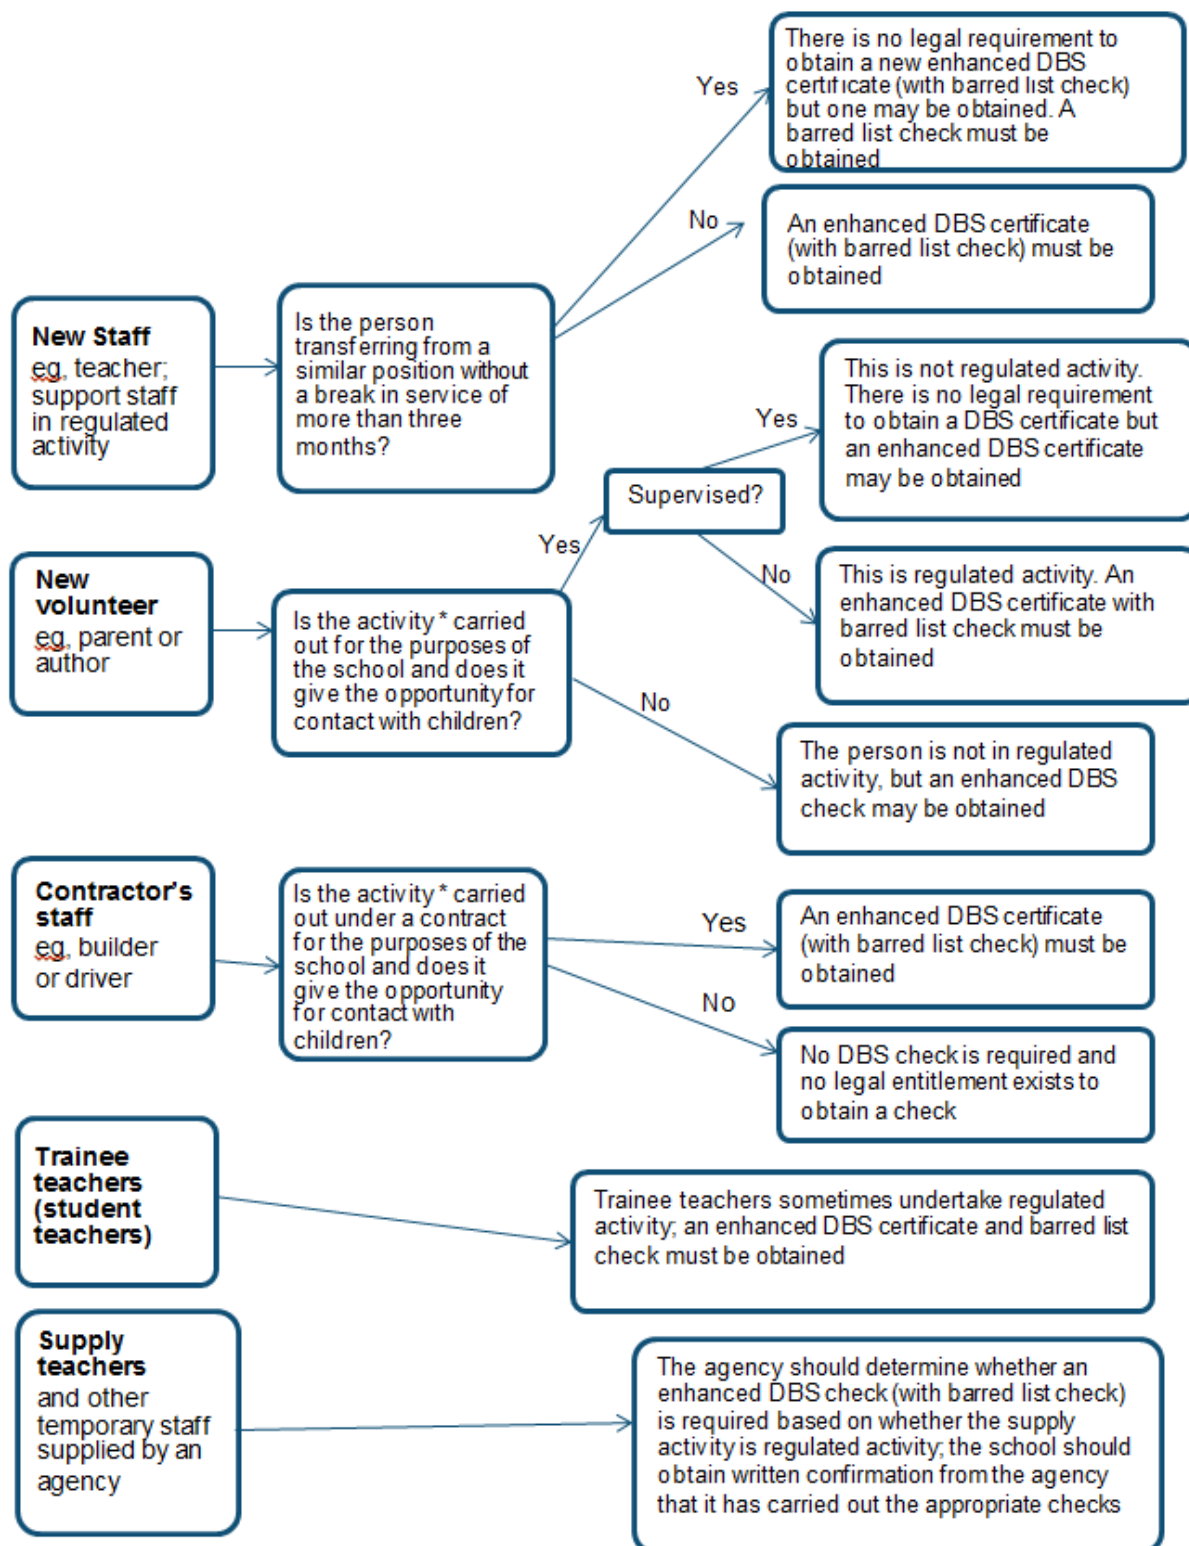 New Staff
eg, teacher;
support staff
in regulated
activity
Is the person
transferring from a
similar position without
a break in service of
more than three
months?
Yes
There is no legal requirement to
obtain a new enhanced DBS
certificate (with barred list check)
but one may be obtained. A
barred list check must be
obtained
No
An enhanced DBS certificate
(with barred list check) must be
obtained
New
volunteer
eg, parent or
author
Is the activity * carried
out for the purposes of
the school and does it
give the opportunity for
contact with children?
Yes
Supervised?
Yes
This is not regulated activity.
There is no legal requirement
to obtain a DBS certificate but
an enhanced DBS certificate
may be obtained
No
This is regulated activity. An
enhanced DBS certificate with
barred list check must be
obtained
No
The person is not in regulated
activity, but an enhanced DBS
check may be obtained
Contractor's
staff
eg, builder
or driver
Is the activity * carried
out under a contract
for the purposes of the
school and does it
give the opportunity
for contact with
children?
Yes
An enhanced DBS certificate
(with barred list check) must be
obtained
No
No DBS check is required and
no legal entitlement exists to
obtain a check
Trainee
teachers
(student
teachers)
Trainee teachers sometimes undertake regulated
activity; an enhanced DBS certificate and barred list
check must be obtained
Supply
teachers
and other
temporary staff
supplied by an
agency
The agency should determine whether an
enhanced DBS check (with barred list check)
is required based on whether the supply
activity is regulated activity; the school should
obtain written confirmation from the agency
that it has carried out the appropriate checks